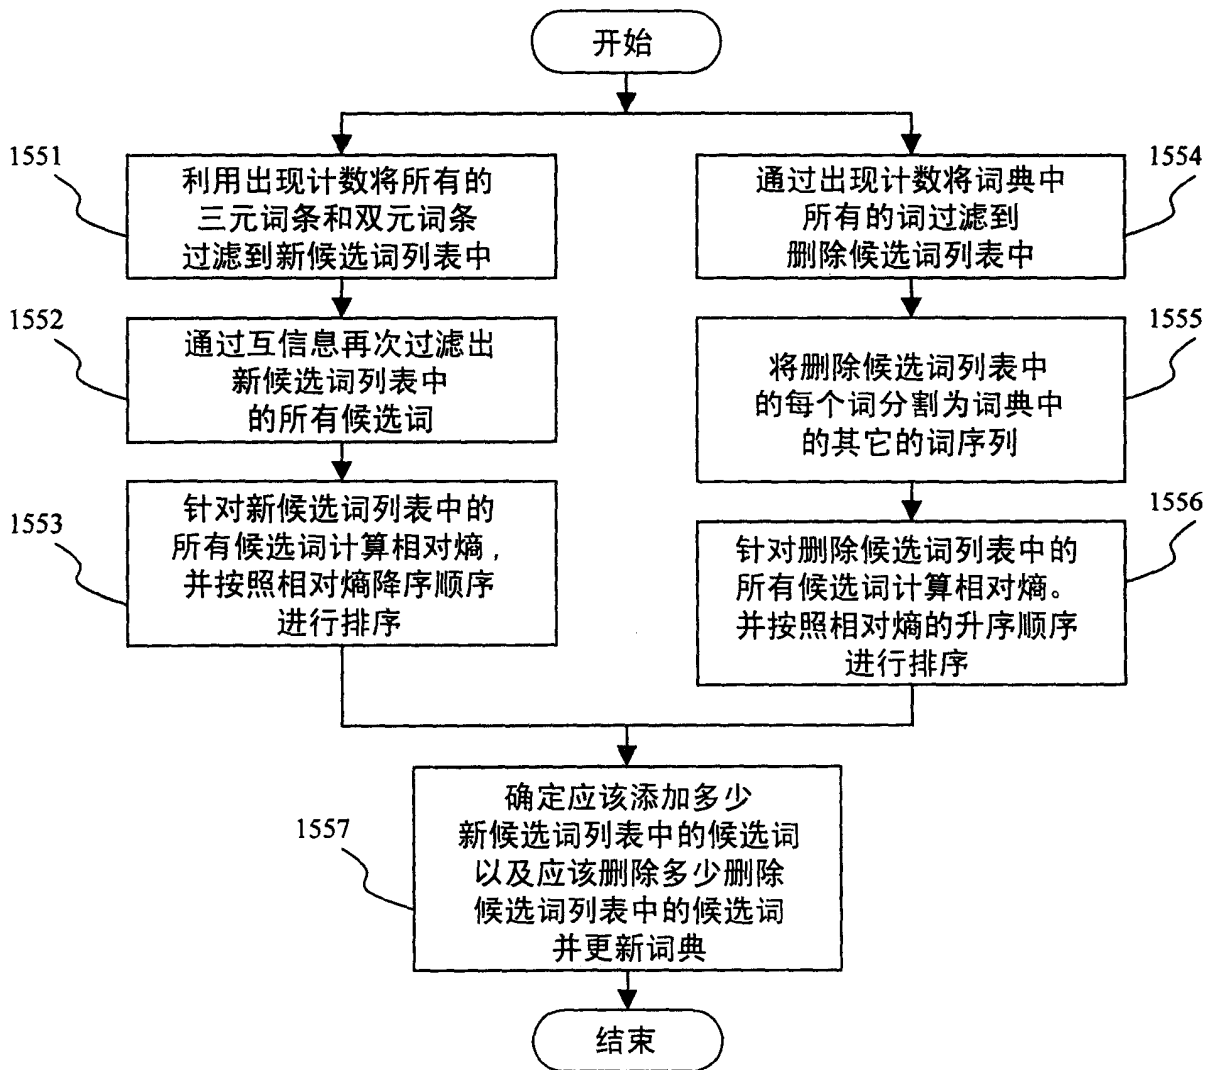 开始
1551
利用出现计数将所有的
三元词条和双元词条
过滤到新候选词列表中
1554
通过出现计数将词典中
所有的词过滤到
删除候选词列表中
1552
通过互信息再次过滤出
新候选词列表中
的所有候选词
1555
将删除候选词列表中
的每个词分割为词典中
的其它的词序列
1553
针对新候选词列表中的
所有候选词计算相对熵,
并按照相对熵降序顺序
进行排序
1556
针对删除候选词列表中的
所有候选词计算相对熵。
并按照相对熵的升序顺序
进行排序
1557
确定应该添加多少
新候选词列表中的候选词
以及应该删除多少删除
候选词列表中的候选词
并更新词典
结束